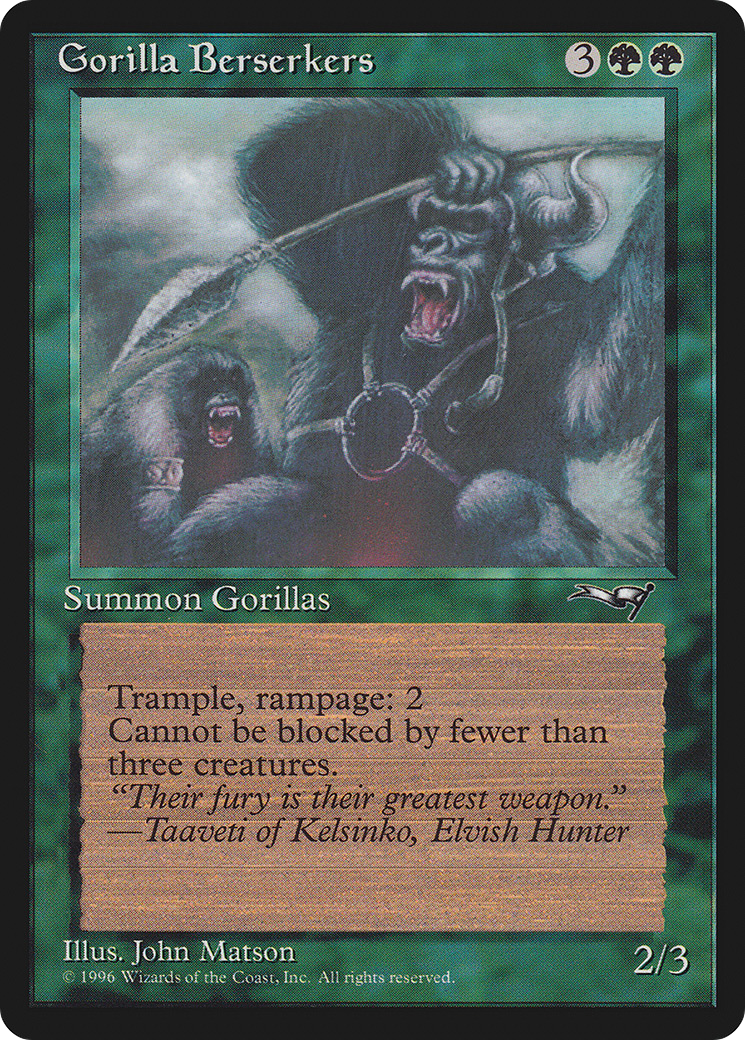 Gorilla Berserkers
3
Summon Gorillas
Trample, rampage: 2
Cannot be blocked by fewer than
three creatures.
“Their fury is their greatest weapon.”
—Taaveti of Kelsinko, Elvish Hunter
Illus. John Matson
© 1996 Wizards of the Coast, Inc. All rights reserved.
2/3